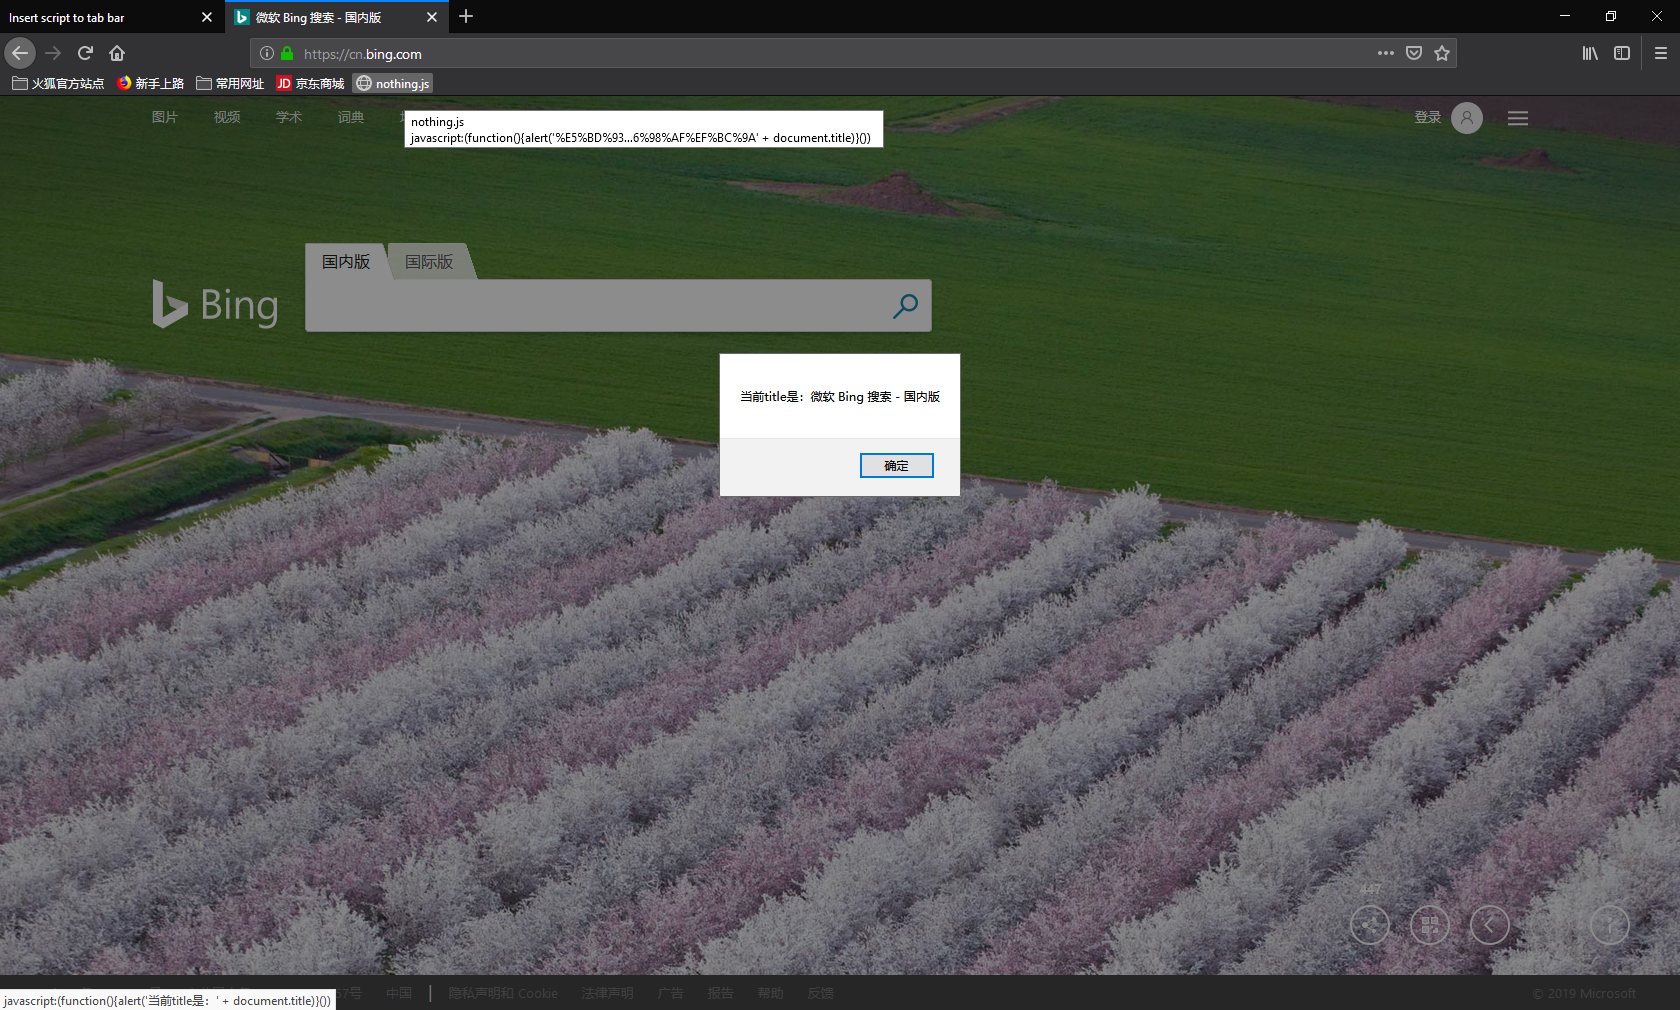 Insert script to tab bar
微软 Bing 搜索 - 国内版
https://cn.bing.com
火狐官方站点
新手上路
常用网址
JD 京东商城
nothing.js
图片
视频
学术
词典
nothing.js
javascript:(function(){alert('%E5%BD%93...6%98%AF%EF%BC%9A' + document.title)}())
登录
国内版
国际版
Bing
当前title是：微软 Bing 搜索 - 国内版
确定
447
javascript:(function(){alert('当前title是：' + document.title)}())
57号
中国
隐私声明和 Cookie
法律声明
广告
报告
帮助
反馈
© 2019 Microsoft